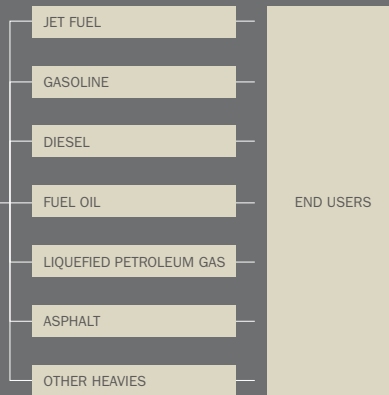 JET FUEL
GASOLINE
DIESEL
FUEL OIL
END USERS
LIQUEFIED PETROLEUM GAS
ASPHALT
OTHER HEAVIES